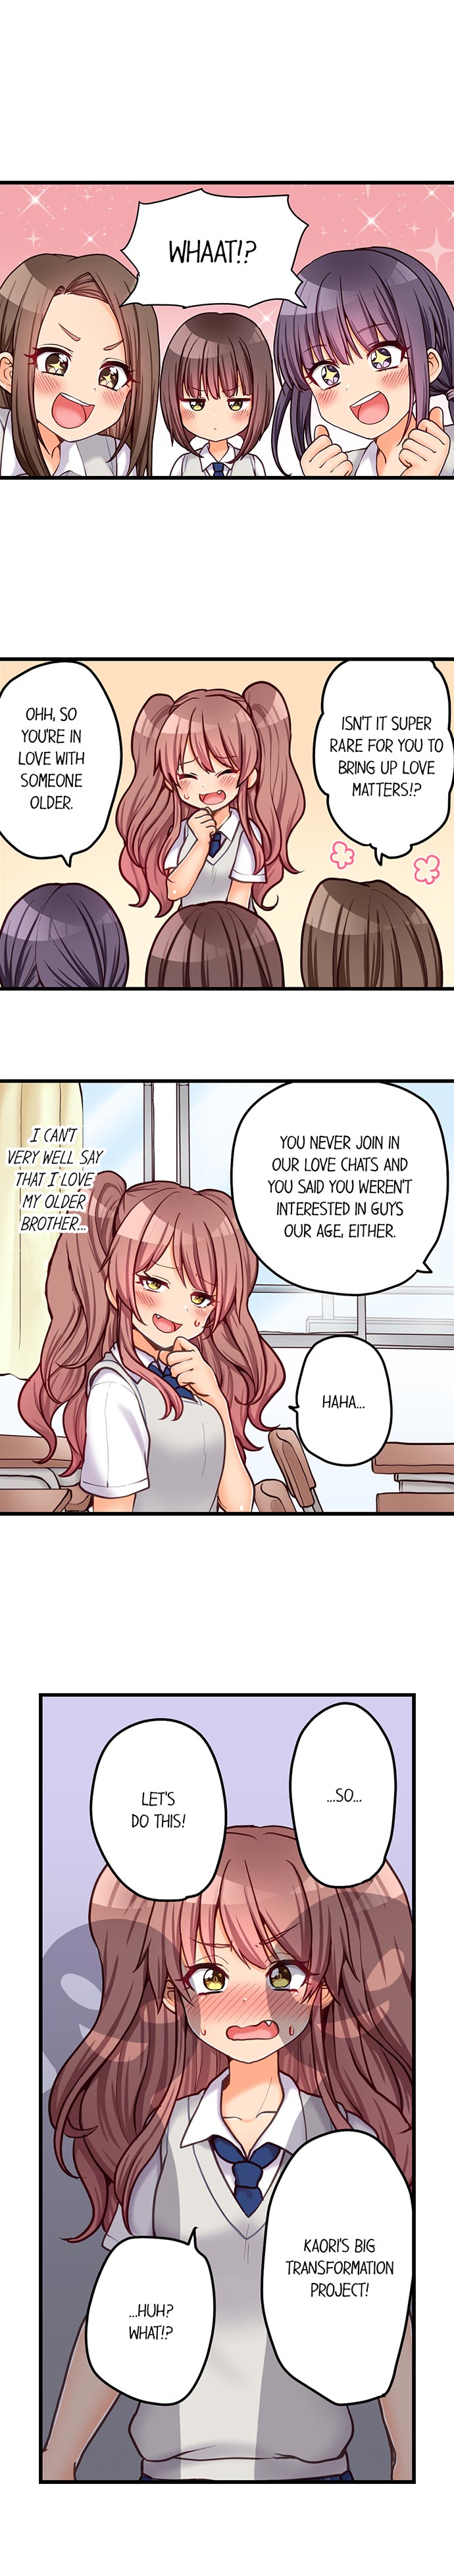 WHAAT!?
ISN'T IT SUPER
RARE FOR YOU TO
BRING UP LOVE
MATTERS!?
OHH, SO
YOU'RE IN
LOVE WITH
SOMEONE
OLDER.
YOU NEVER JOIN IN
OUR LOVE CHATS AND
YOU SAID YOU WEREN'T
INTERESTED IN GUYS
OUR AGE, EITHER.
HAHA...
I CAN'T
VERY WELL SAY
THAT I LOVE
MY OLDER
BROTHER...
...SO...
LET'S
DO THIS!
KAORI'S BIG
TRANSFORMATION
PROJECT!
...HUH?
WHAT!?